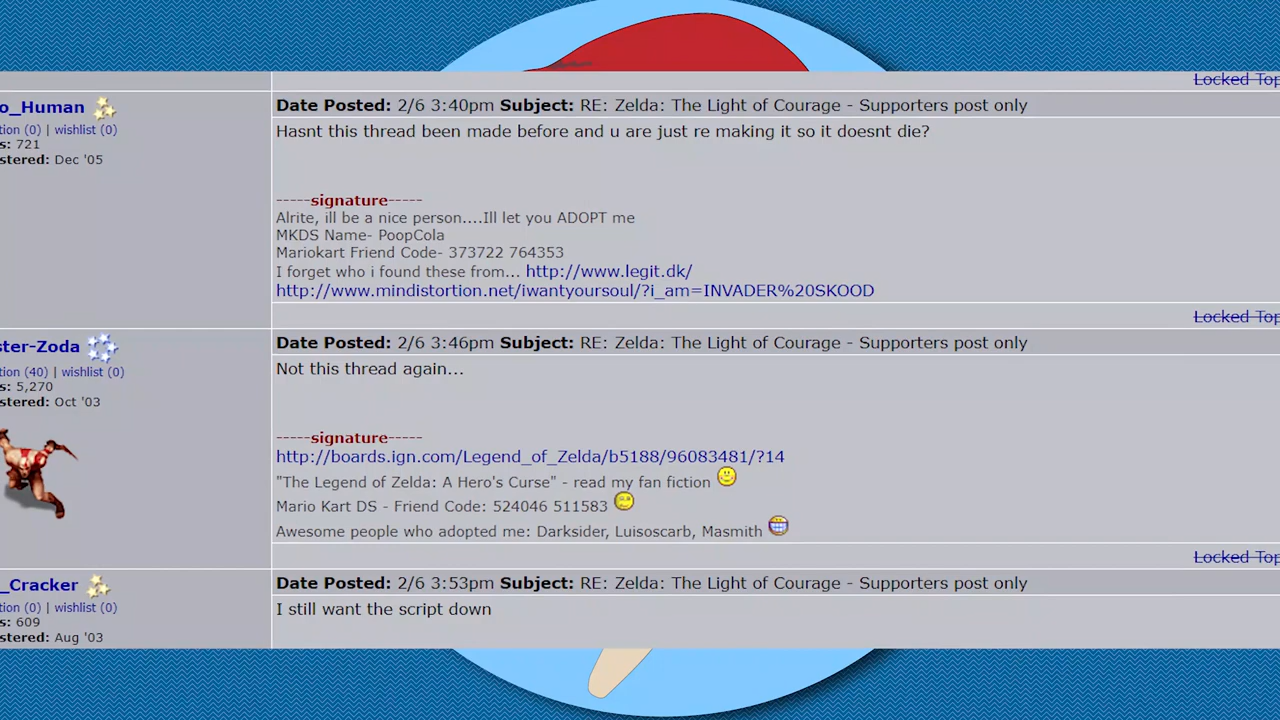 Locked Top
o_Human
tion (0) | wishlist (0)
s: 721
stered: Dec '05
Date Posted: 2/6 3:40pm Subject: RE: Zelda: The Light of Courage - Supporters post only
Hasnt this thread been made before and u are just re making it so it doesnt die?
-----signature-----
Alrite, ill be a nice person....Ill let you ADOPT me
MKDS Name- PoopCola
Mariokart Friend Code- 373722 764353
I forget who i found these from... http://www.legit.dk/
http://www.mindistortion.net/iwantyoursoul/?i_am=INVADER%20SKOOD
Locked Top
ster-Zoda
tion (40) | wishlist (0)
s: 5,270
stered: Oct '03
Date Posted: 2/6 3:46pm Subject: RE: Zelda: The Light of Courage - Supporters post only
Not this thread again...
-----signature-----
http://boards.ign.com/Legend_of_Zelda/b5188/96083481/?14
"The Legend of Zelda: A Hero's Curse" - read my fan fiction
Mario Kart DS - Friend Code: 524046 511583
Awesome people who adopted me: Darksider, Luisoscarb, Masmith
Locked Top
_Cracker
tion (0) | wishlist (0)
s: 609
stered: Aug '03
Date Posted: 2/6 3:53pm Subject: RE: Zelda: The Light of Courage - Supporters post only
I still want the script down